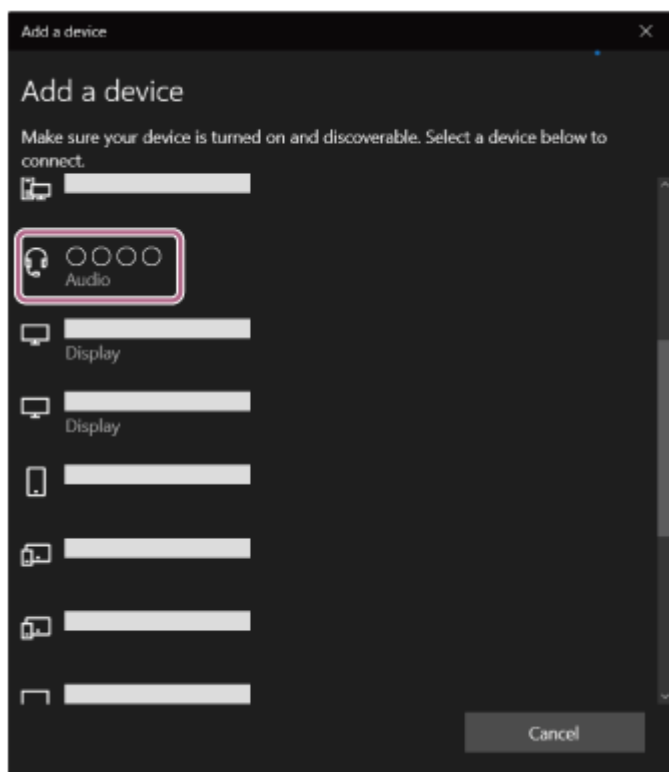 Add a device
Add a device
Make sure your device is turned on and discoverable. Select a device below to
connect.
○○○○
Audio
Display
Display
Cancel